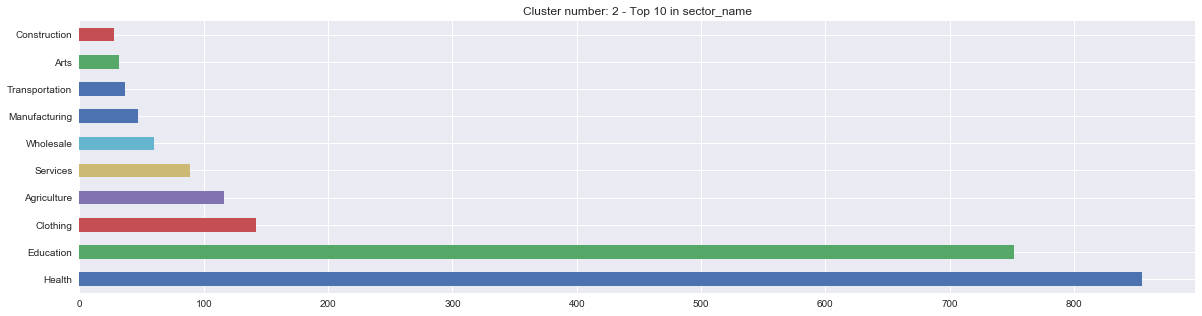 Cluster number: 2 - Top 10 in sector_name
Construction
Arts
Transportation
Manufacturing
Wholesale
Services
Agriculture
Clothing
Education
Health
0 100 200 300 400 500 600 700 800